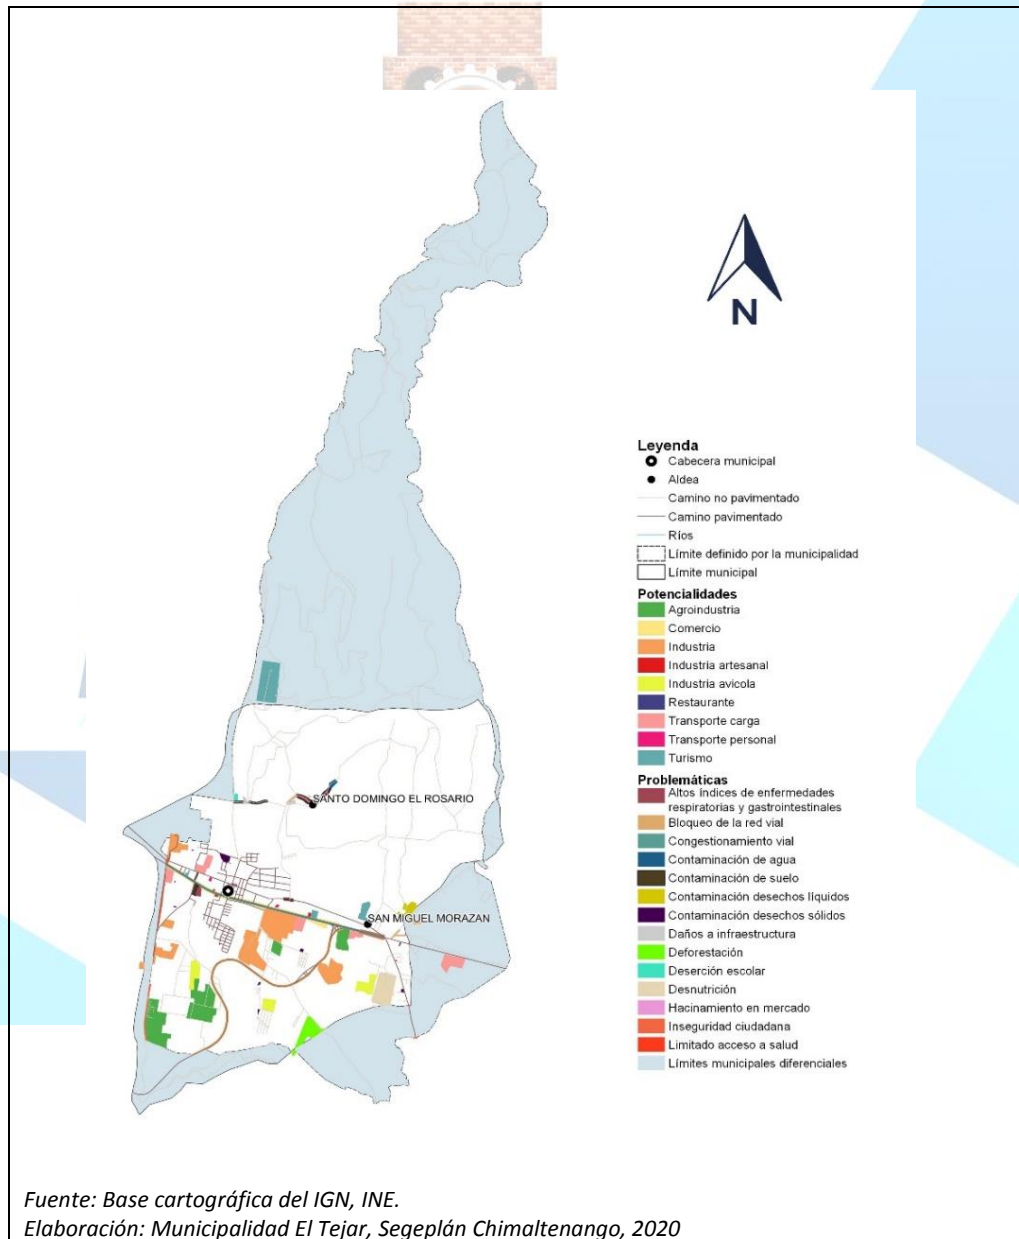 N
Leyenda
Cabecera municipal
Aldea
Camino no pavimentado
Camino pavimentado
Ríos
Límite definido por la municipalidad
Límite municipal
Potencialidades
Agroindustria
Comercio
Industria
Industria artesanal
Industria avicola
Restaurante
Transporte carga
Transporte personal
Turismo
Problemáticas
Altos índices de enfermedades
respiratorias y gastrointestinales
Bloqueo de la red vial
Congestionamiento vial
Contaminación de agua
Contaminación de suelo
Contaminación desechos líquidos
Contaminación desechos sólidos
Daños a infraestructura
Deforestación
Deserción escolar
Desnutrición
Hacinamiento en mercado
Inseguridad ciudadana
Limitado acceso a salud
Límites municipales diferenciales
SANTO DOMINGO EL ROSARIO
SAN MIGUEL MORAZAN
Fuente: Base cartográfica del IGN, INE.
Elaboración: Municipalidad El Tejar, Segeplán Chimaltenango, 2020